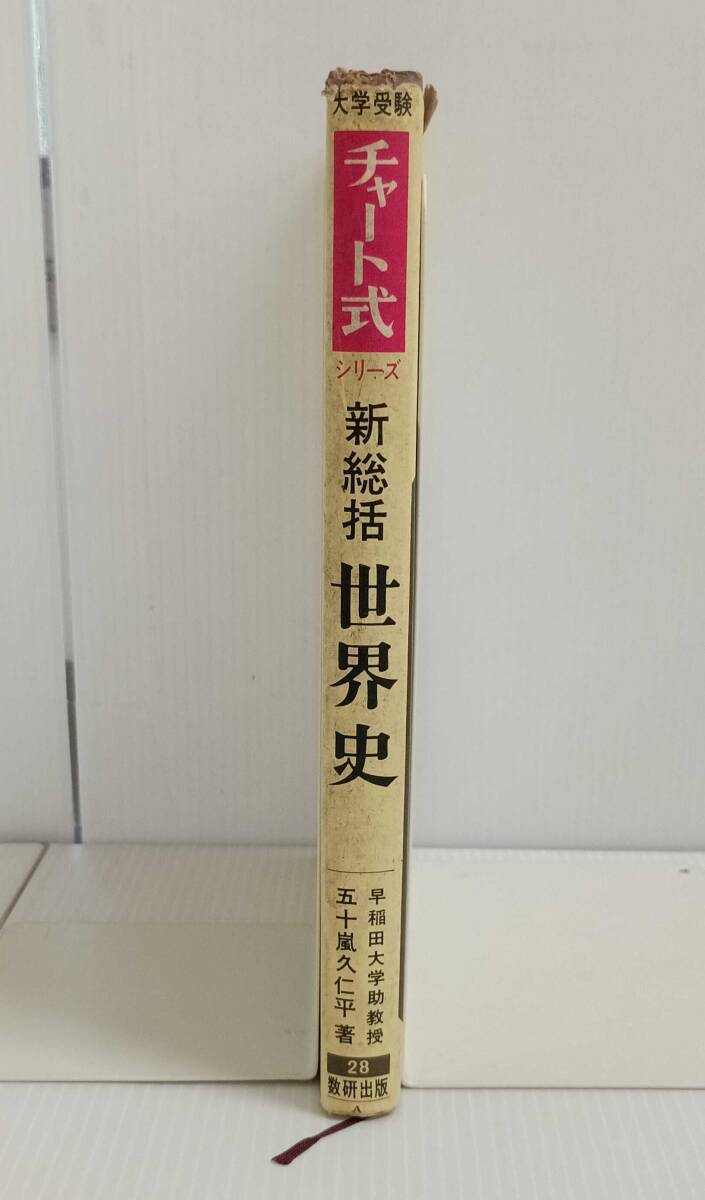 大学受験
チャート式
シリーズ
新総括
世界史
早稲田大学助教授
五十嵐久仁平 著
28
数研出版
A